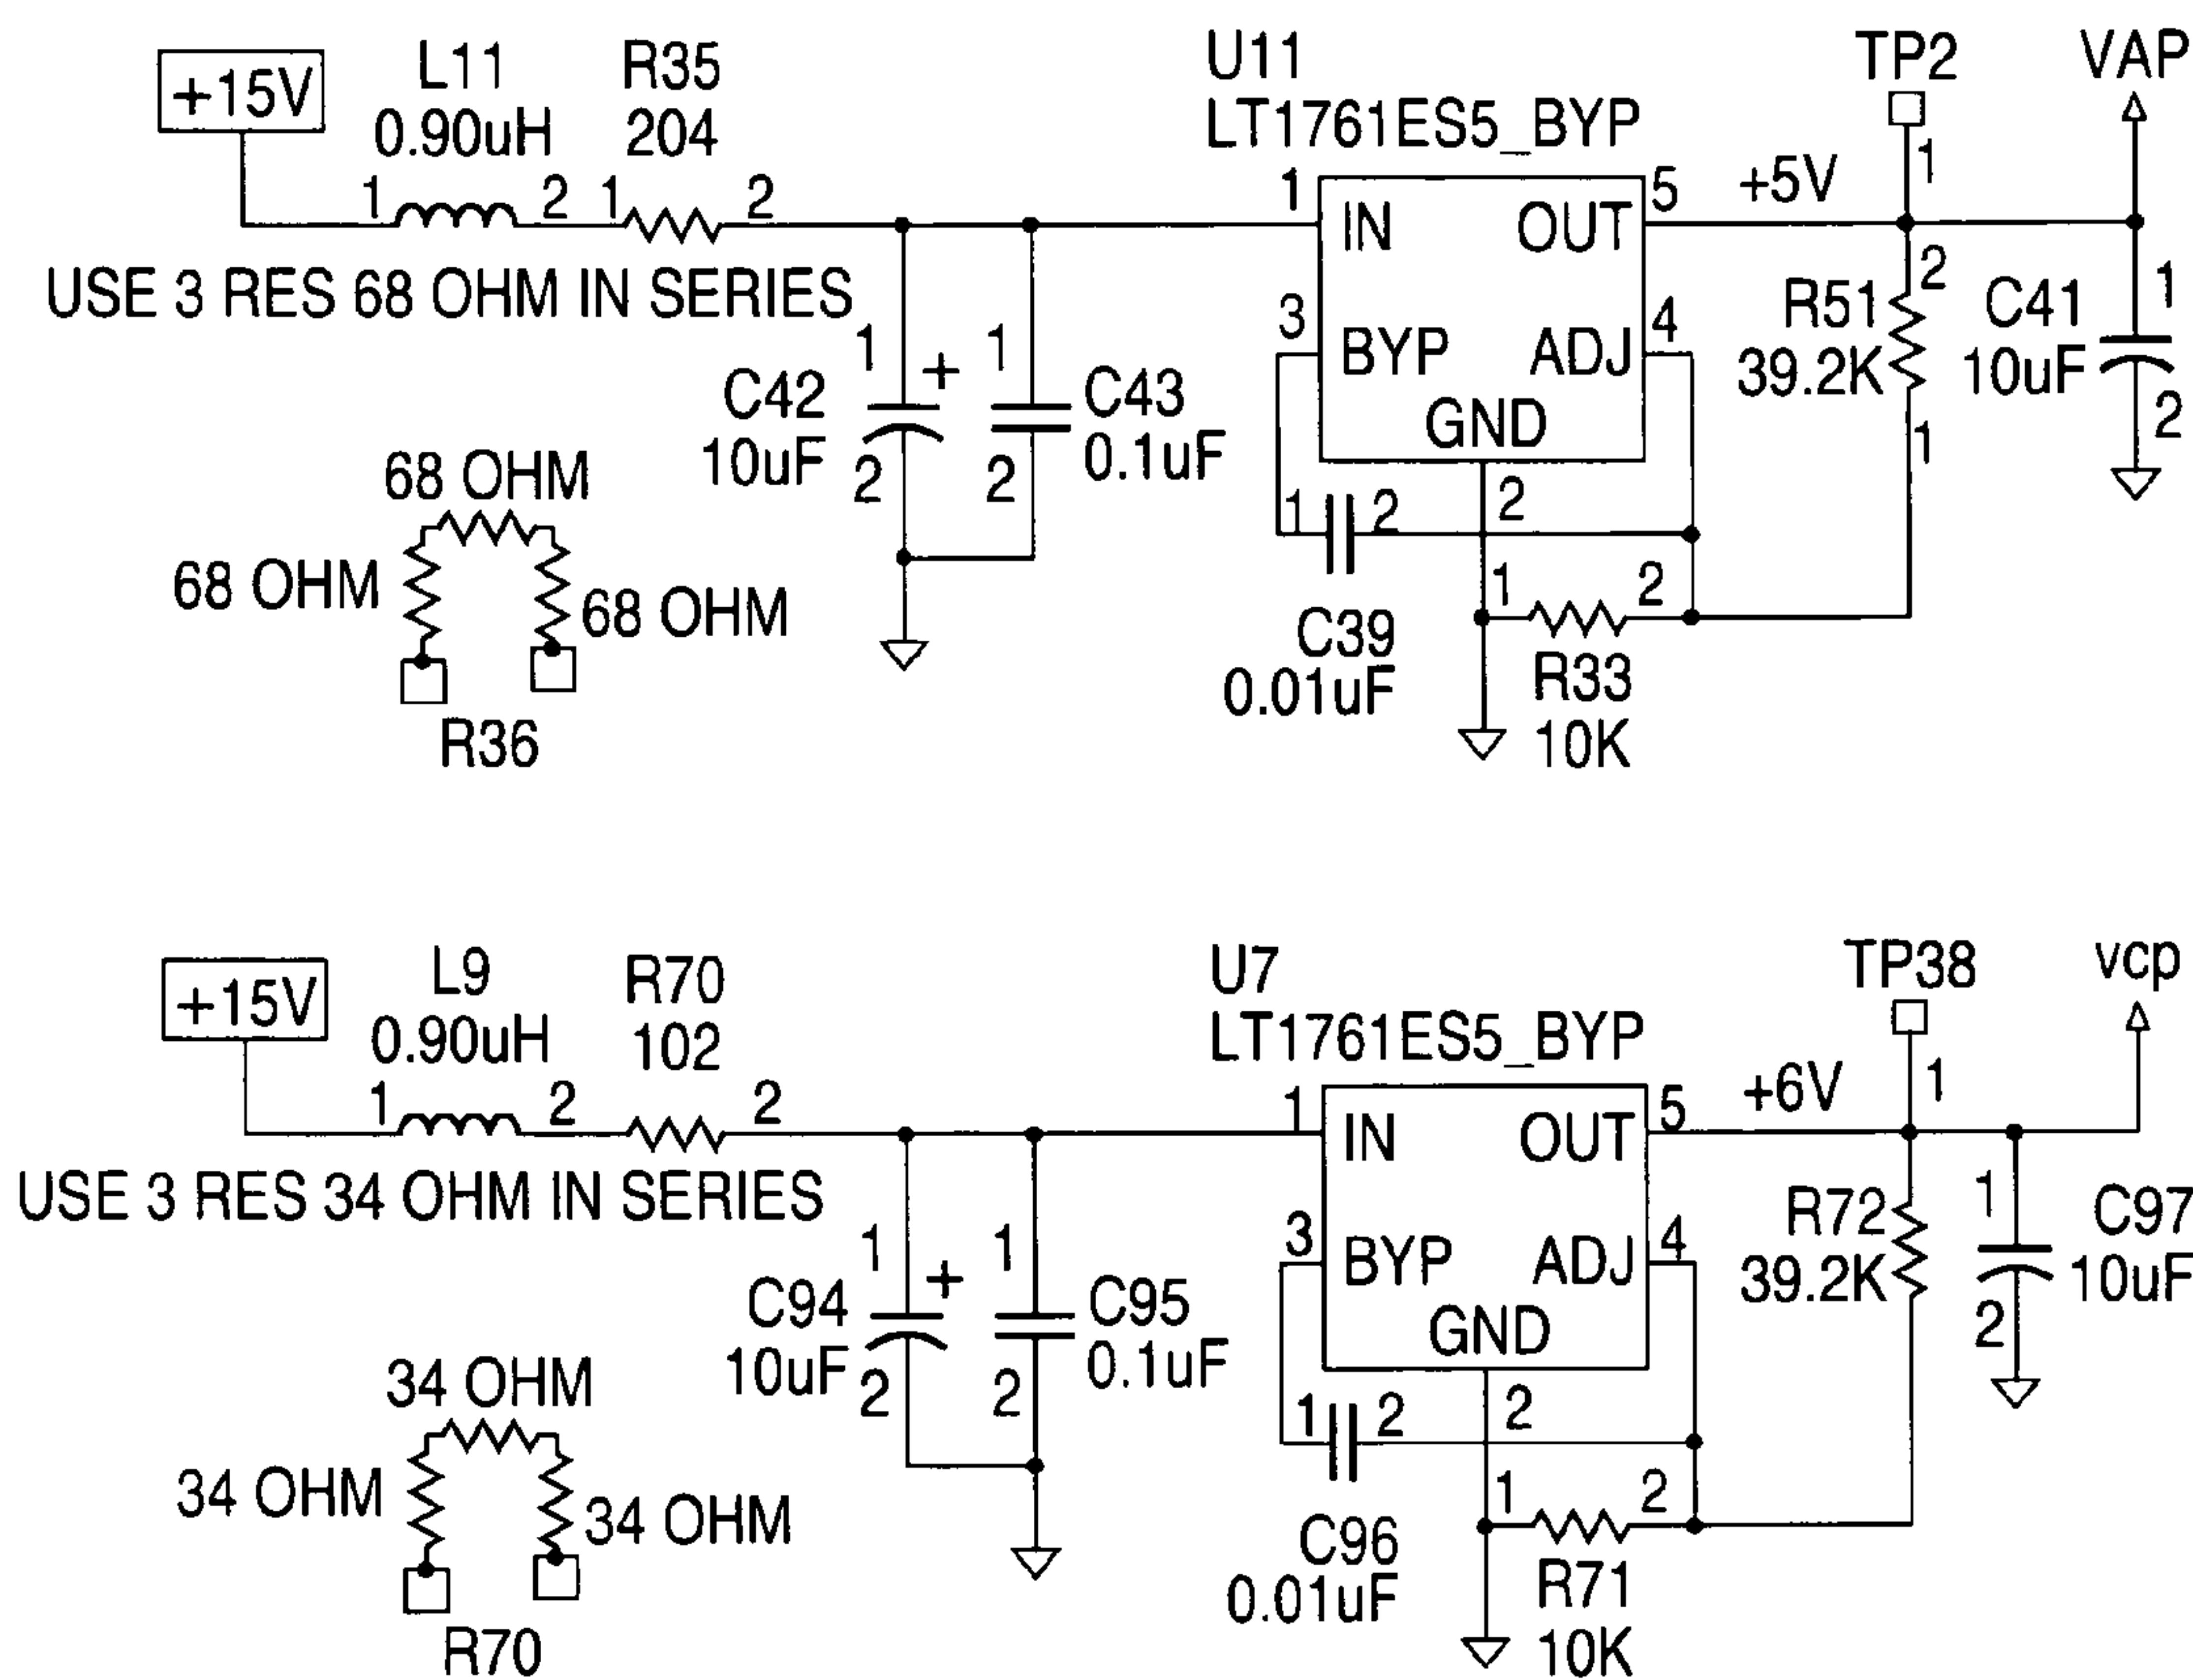 +15V
L11
0.90uH
R35
204
1
2
1
2
USE 3 RES 68 OHM IN SERIES
C42
10uF
1
+
2
1
C43
0.1uF
2
68 OHM
68 OHM
68 OHM
R36
U11
LT1761ES5_BYP
1
IN
OUT
5
3
BYP
ADJ
4
GND
2
1
2
C39
0.01uF
1
2
R33
10K
+5V
TP2
1
VAP
2
R51
39.2K
1
C41
10uF
1
2
+15V
L9
0.90uH
R70
102
1
2
2
USE 3 RES 34 OHM IN SERIES
C94
10uF
1
+
2
1
C95
0.1uF
2
34 OHM
34 OHM
34 OHM
R70
U7
LT1761ES5_BYP
1
IN
OUT
5
3
BYP
ADJ
4
GND
2
1
2
C96
0.01uF
1
2
R71
10K
+6V
TP38
1
vcp
R72
39.2K
1
C97
10uF
2